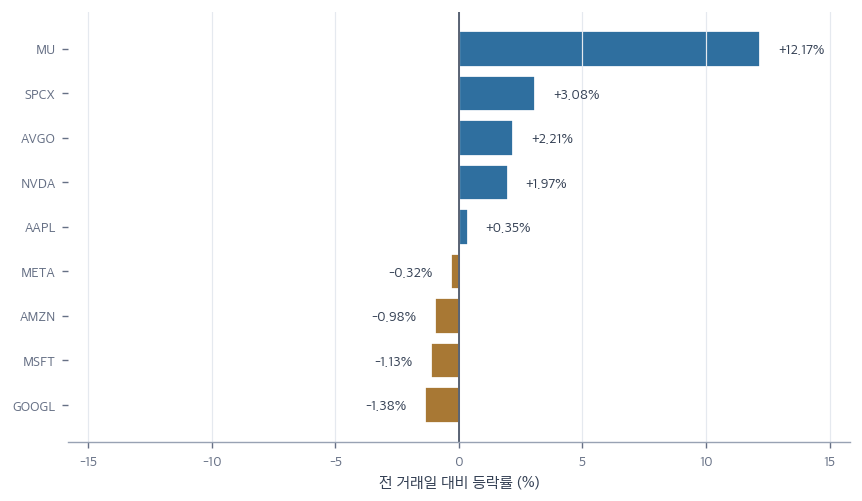 MU +12.17%
SPCX +3.08%
AVGO +2.21%
NVDA +1.97%
AAPL +0.35%
META -0.32%
AMZN -0.98%
MSFT -1.13%
GOOGL -1.38%
-15 -10 -5 0 5 10 15
전 거래일 대비 등락률 (%)